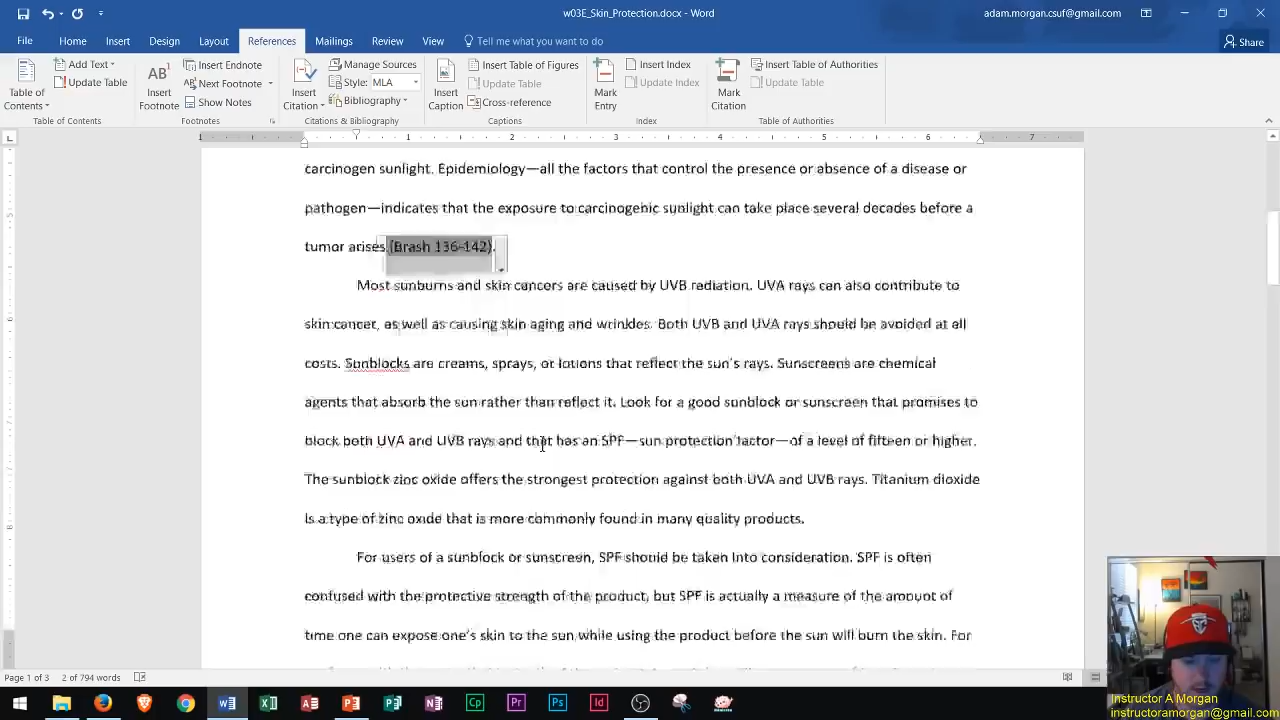 w03E_Skin_Protection.docx - Word
adam.morgan.csuf@gmail.com
File Home Insert Design Layout References Mailings Review View Tell me what you want to do Share
Table of Contents
Add Text
Update Table
Table of Contents
AB1
Insert Footnote
Insert Endnote
AB1 Next Footnote
Show Notes
Footnotes
Insert Citation
Manage Sources
Style: MLA
Bibliography
Citations & Bibliography
Insert Caption
Insert Table of Figures
Update Table
Cross-reference
Captions
Mark Entry
Insert Index
Update Index
Index
Mark Citation
Insert Table of Authorities
Update Table
Table of Authorities
1 1 2 3 4 5 6 7
carcinogen sunlight. Epidemiology—all the factors that control the presence or absence of a disease or
pathogen—indicates that the exposure to carcinogenic sunlight can take place several decades before a
tumor arises (Brash 136-142).
Most sunburns and skin cancers are caused by UVB radiation. UVA rays can also contribute to
skin cancer, as well as causing skin aging and wrinkles. Both UVB and UVA rays should be avoided at all
costs. Sunblocks are creams, sprays, or lotions that reflect the sun's rays. Sunscreens are chemical
agents that absorb the sun rather than reflect it. Look for a good sunblock or sunscreen that promises to
block both UVA and UVB rays and that has an SPF—sun protection factor—of a level of fifteen or higher.
The sunblock zinc oxide offers the strongest protection against both UVA and UVB rays. Titanium dioxide
is a type of zinc oxide that is more commonly found in many quality products.
For users of a sunblock or sunscreen, SPF should be taken into consideration. SPF is often
confused with the protective strength of the product, but SPF is actually a measure of the amount of
time one can expose one's skin to the sun while using the product before the sun will burn the skin. For
Page 1 of 3 2 of 794 words
Instructor A Morgan
instructoramorgan@gmail.com